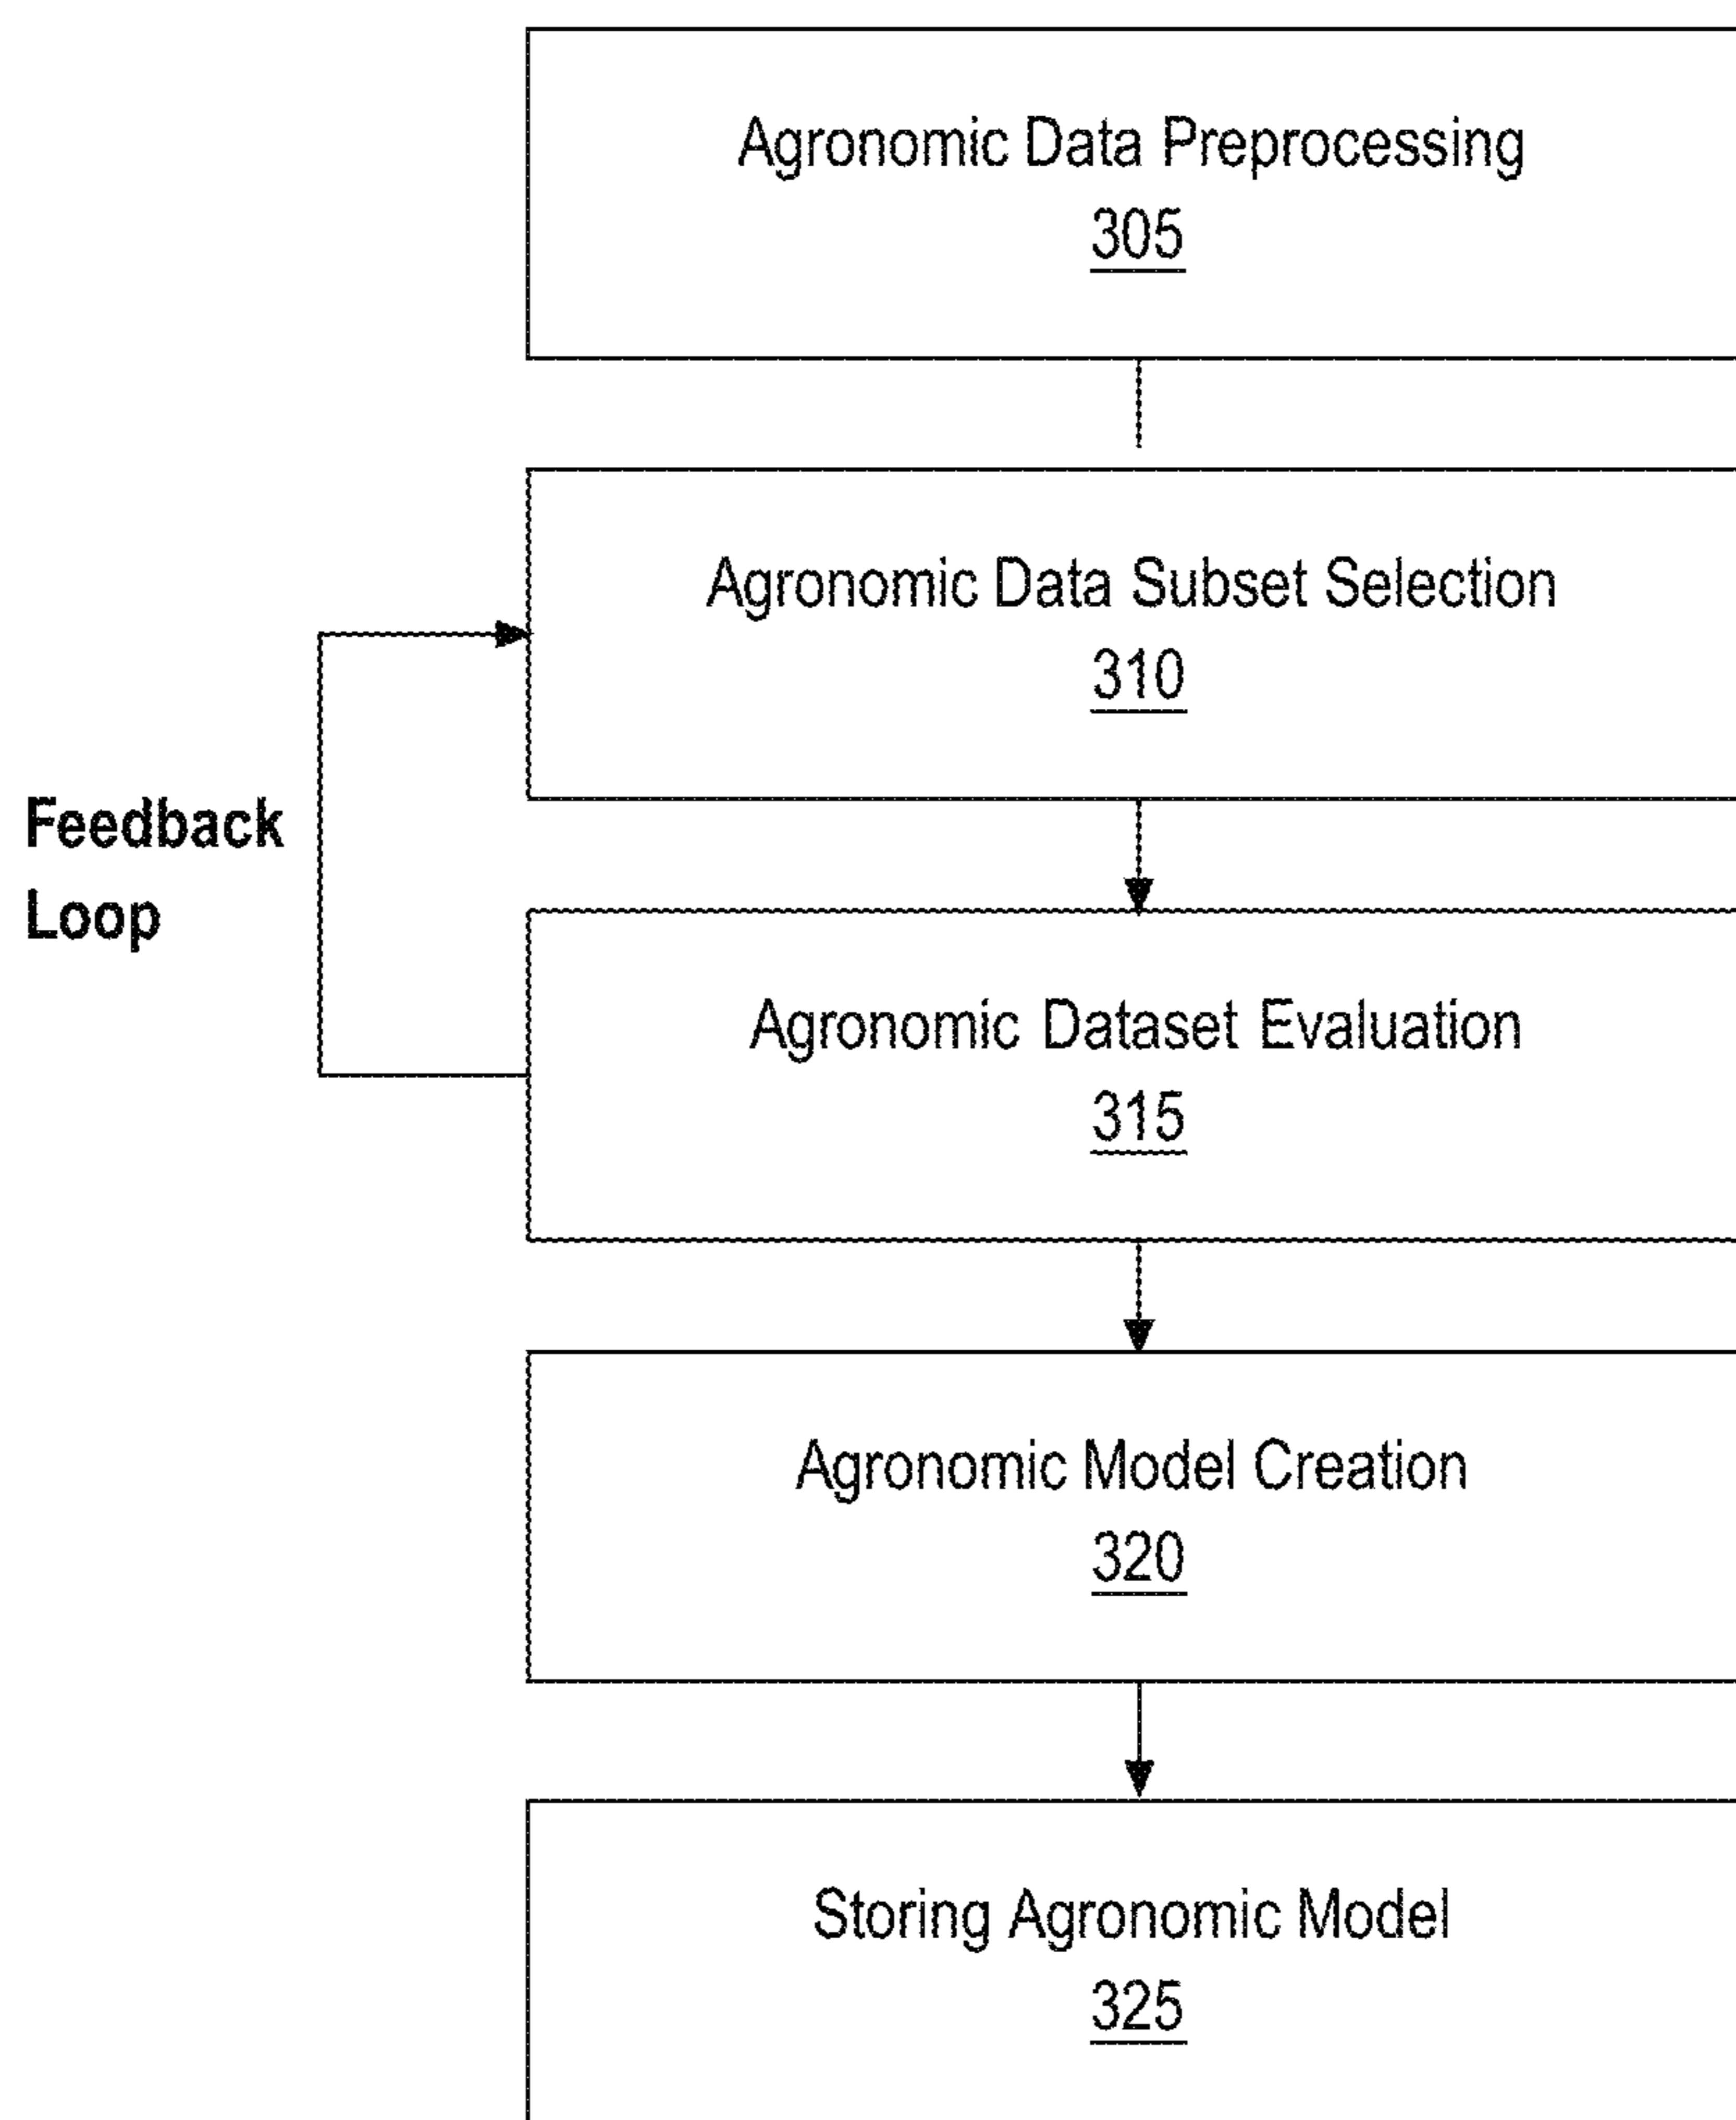 Agronomic Data Preprocessing
305
Agronomic Data Subset Selection
310
Feedback
Loop
Agronomic Dataset Evaluation
315
Agronomic Model Creation
320
Storing Agronomic Model
325